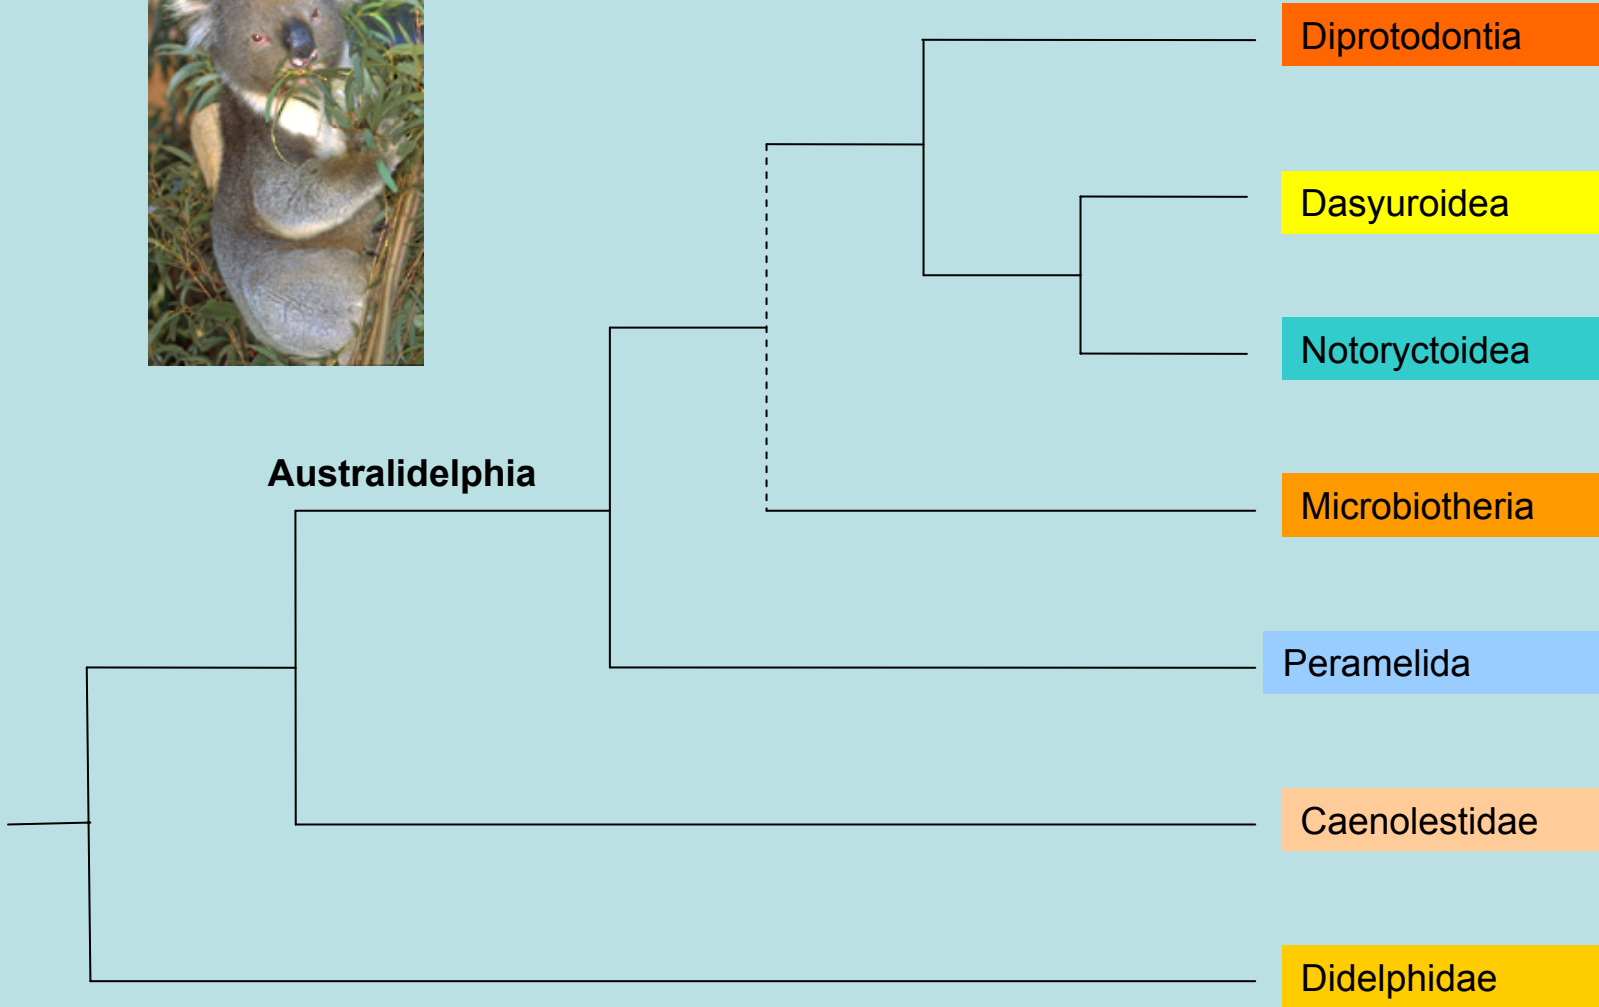 Diprotodontia
Dasyuroidea
Notoryctoidea
Australidelphia
Microbiotheria
Peramelida
Caenolestidae
Didelphidae